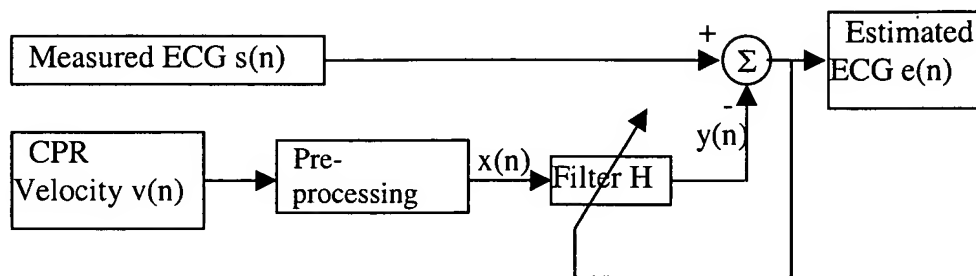 Measured ECG s(n)
+
Σ
Estimated
ECG e(n)
-
y(n)
CPR
Velocity v(n)
Pre-
processing
x(n)
Filter H